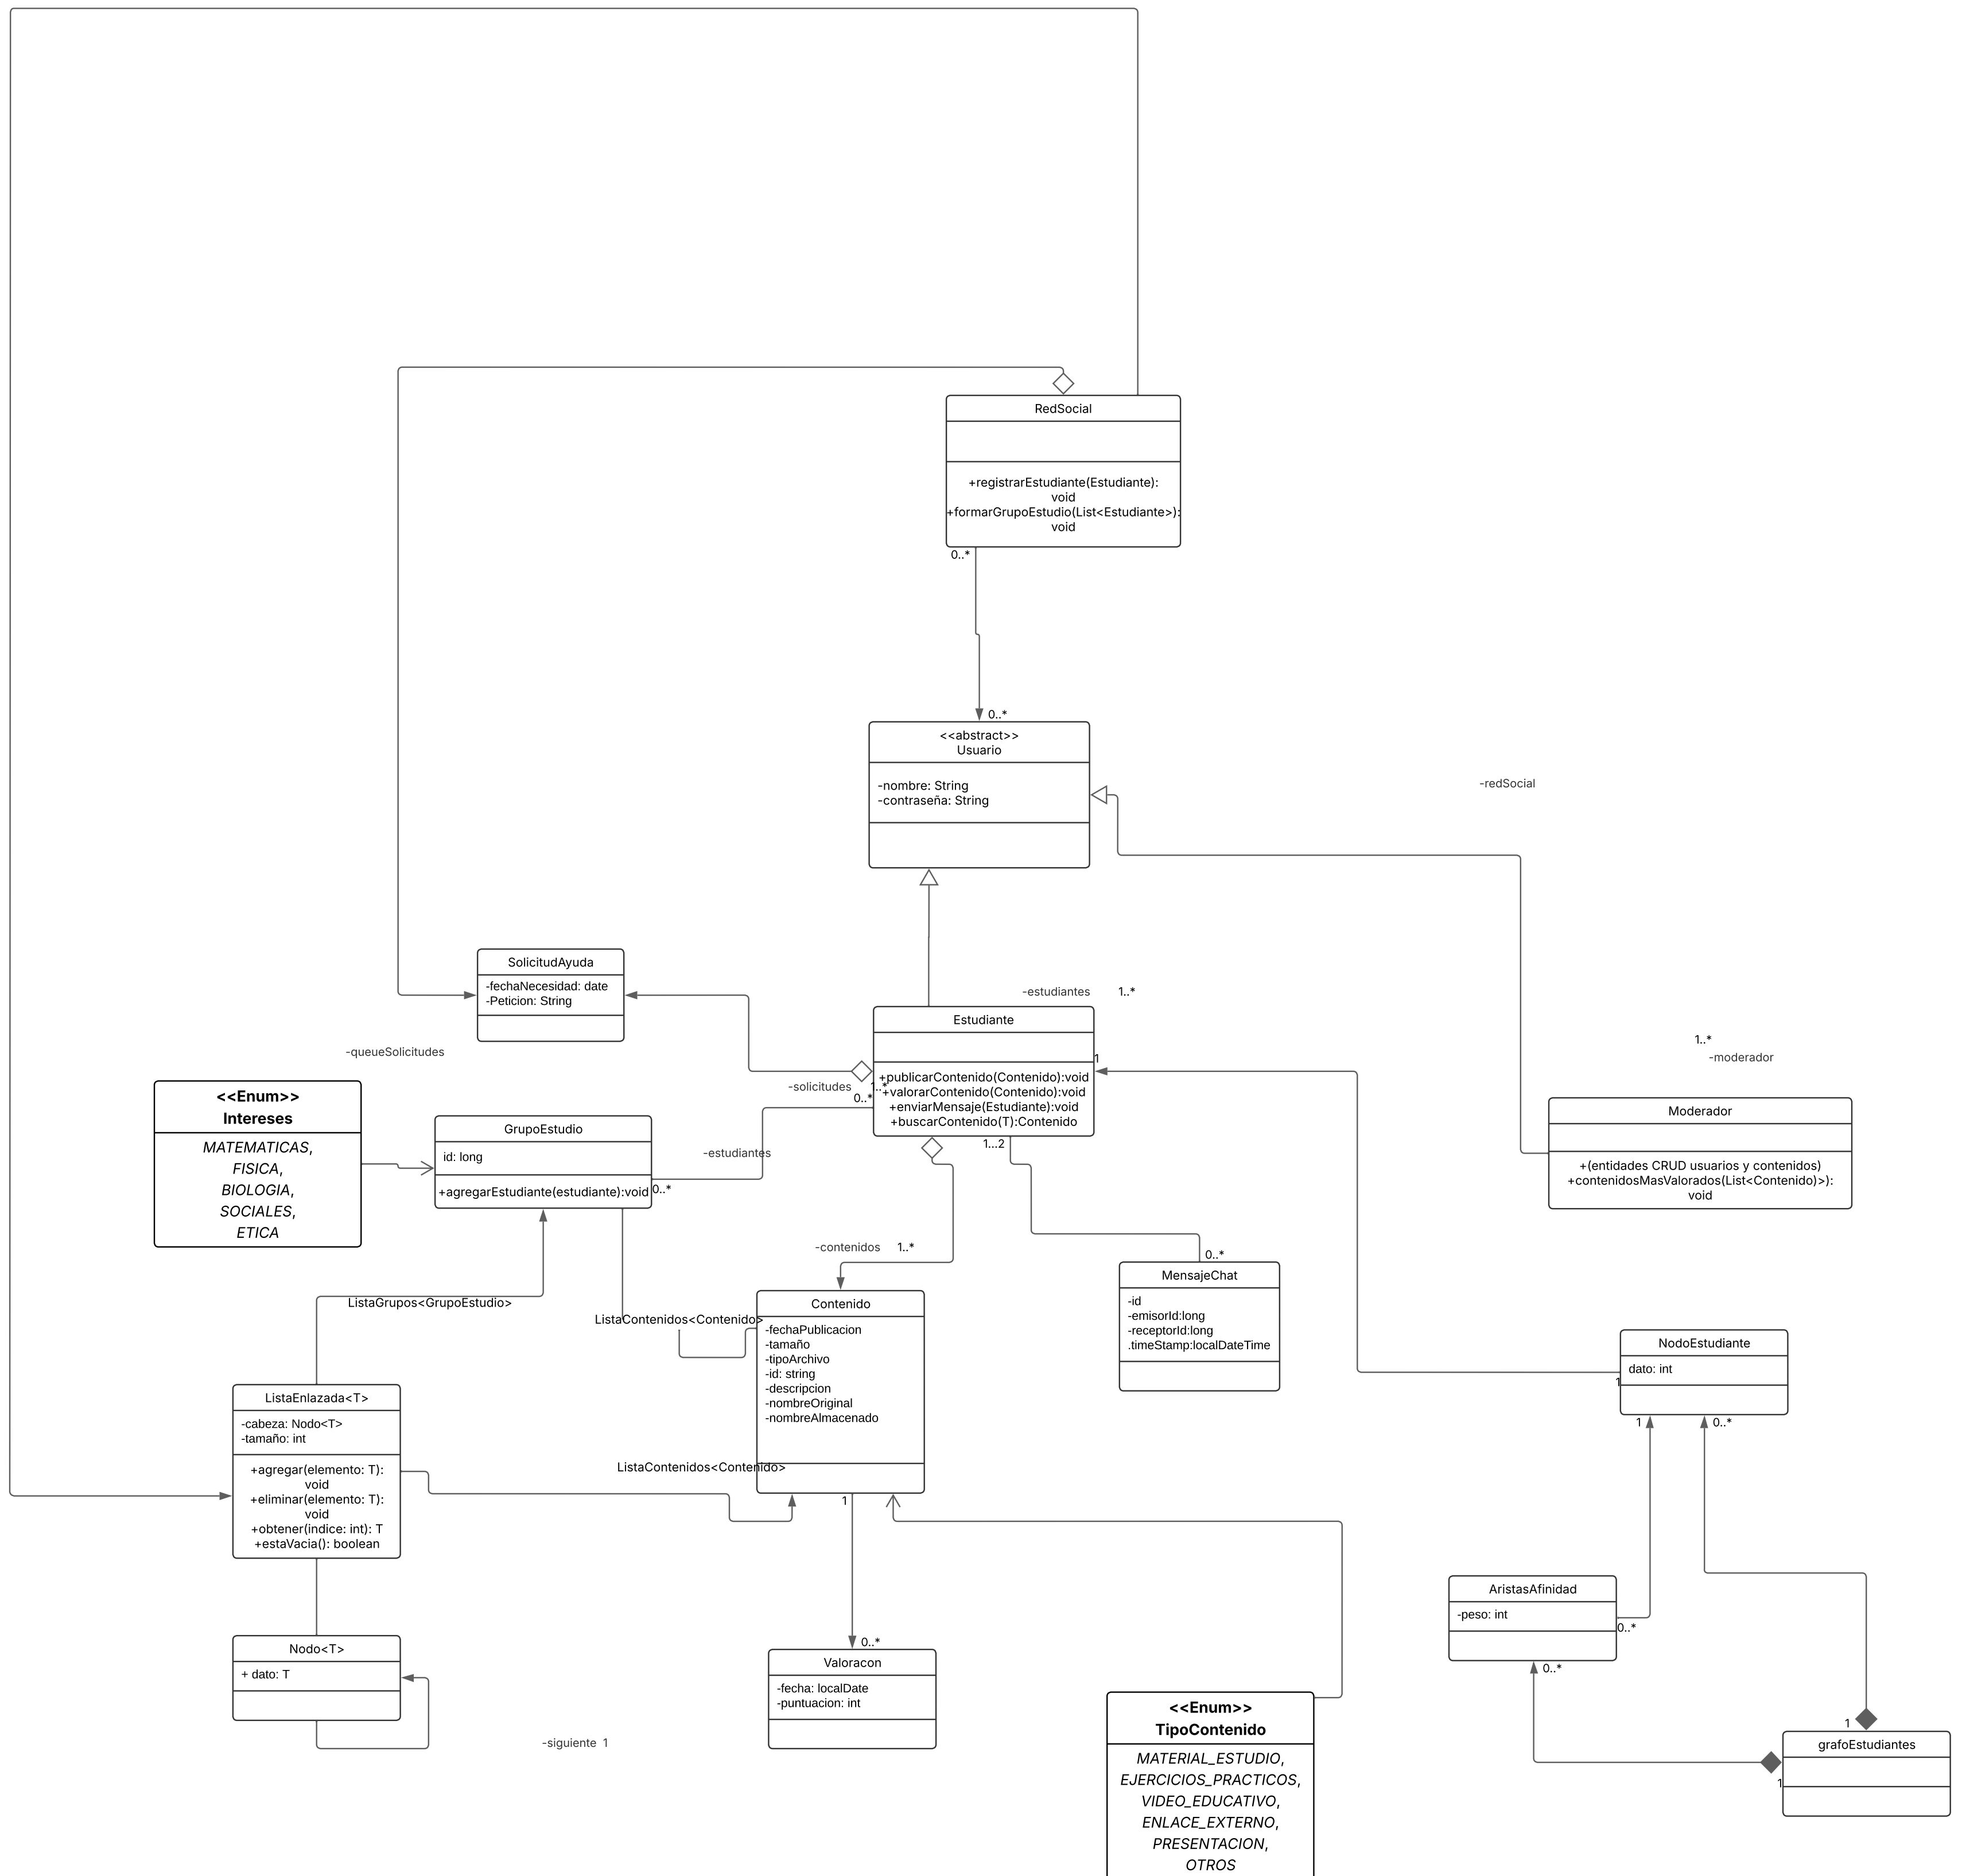 RedSocial
+registrarEstudiante(Estudiante):
void
+formarGrupoEstudio(List<Estudiante>):
void
0..*
0..*
<<abstract>>
Usuario
-nombre: String
-contraseña: String
-redSocial
SolicitudAyuda
-fechaNecesidad: date
-Peticion: String
-queueSolicitudes
-estudiantes
1..*
Estudiante
+publicarContenido(Contenido):void
+valorarContenido(Contenido):void
+enviarMensaje(Estudiante):void
+buscarContenido(T):Contenido
1
-solicitudes
1..*
0..*
1...2
1..*
-moderador
Moderador
+(entidades CRUD usuarios y contenidos)
+contenidosMasValorados(List<Contenido)>):
void
<<Enum>>
Intereses
MATEMATICAS,
FISICA,
BIOLOGIA,
SOCIALES,
ETICA
GrupoEstudio
id: long
+agregarEstudiante(estudiante):void
-estudiantes
0..*
-contenidos
1..*
0..*
MensajeChat
-id
-emisorId:long
-receptorId:long
.timeStamp:localDateTime
ListaGrupos<GrupoEstudio>
ListaContenidos<Contenido>
Contenido
-fechaPublicacion
-tamaño
-tipoArchivo
-id: string
-descripcion
-nombreOriginal
-nombreAlmacenado
NodoEstudiante
dato: int
1
1
0..*
ListaEnlazada<T>
-cabeza: Nodo<T>
-tamaño: int
+agregar(elemento: T):
void
+eliminar(elemento: T):
void
+obtener(indice: int): T
+estaVacia(): boolean
ListaContenidos<Contenido>
1
0..*
AristasAfinidad
-peso: int
0..*
0..*
Nodo<T>
+ dato: T
-siguiente
1
Valoracon
-fecha: localDate
-puntuacion: int
<<Enum>>
TipoContenido
MATERIAL_ESTUDIO,
EJERCICIOS_PRACTICOS,
VIDEO_EDUCATIVO,
ENLACE_EXTERNO,
PRESENTACION,
OTROS
1
grafoEstudiantes
1